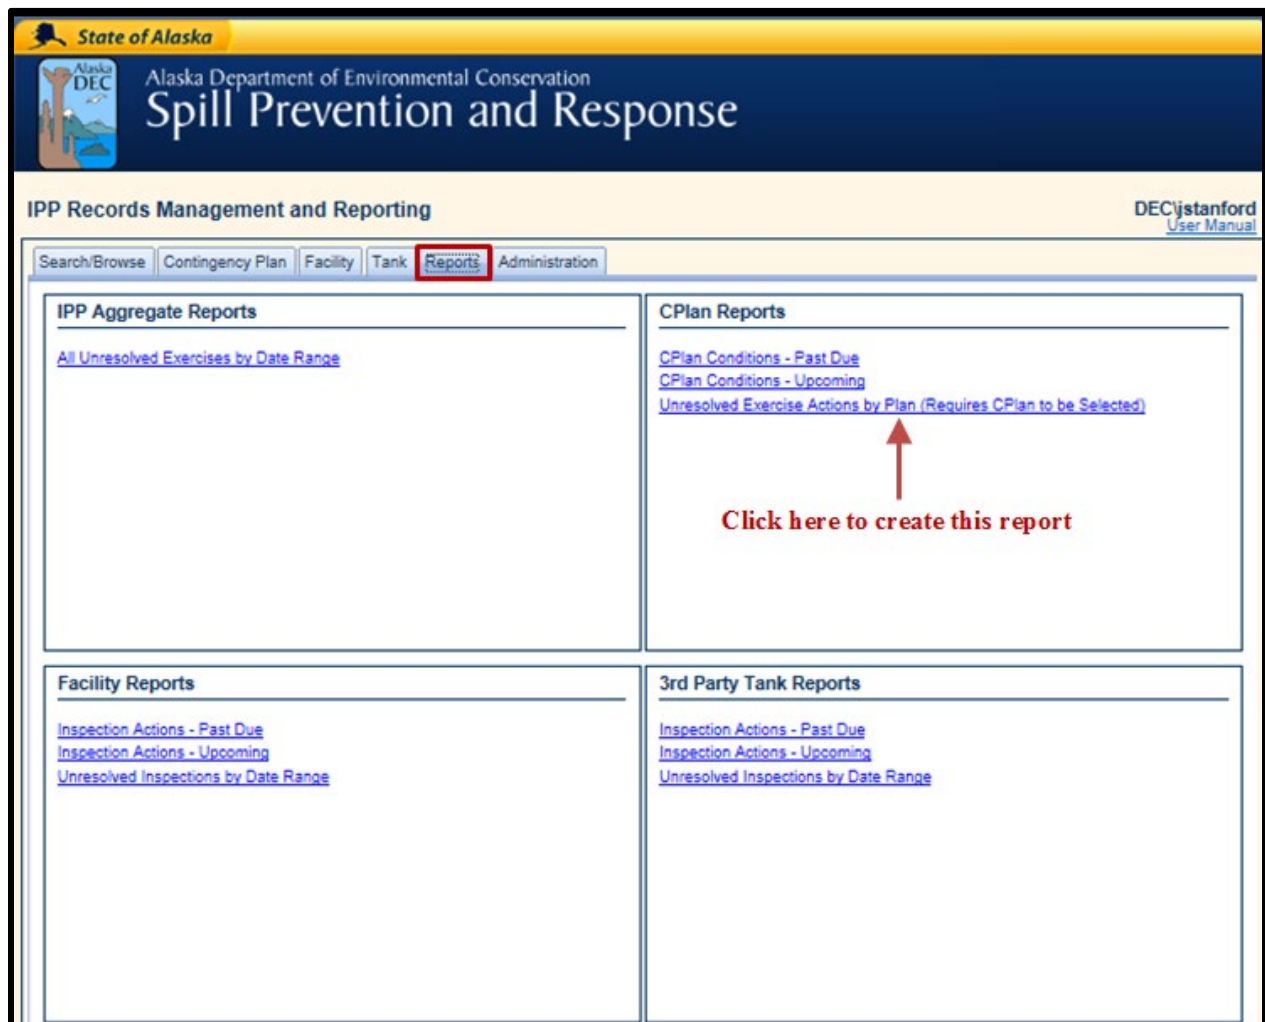 State of Alaska
Alaska
DEC
Alaska Department of Environmental Conservation
Spill Prevention and Response
IPP Records Management and Reporting
DEC\jstanford
User Manual
Search/Browse Contingency Plan Facility Tank Reports Administration
IPP Aggregate Reports
All Unresolved Exercises by Date Range
CPlan Reports
CPlan Conditions - Past Due
CPlan Conditions - Upcoming
Unresolved Exercise Actions by Plan (Requires CPlan to be Selected)
Click here to create this report
Facility Reports
Inspection Actions - Past Due
Inspection Actions - Upcoming
Unresolved Inspections by Date Range
3rd Party Tank Reports
Inspection Actions - Past Due
Inspection Actions - Upcoming
Unresolved Inspections by Date Range